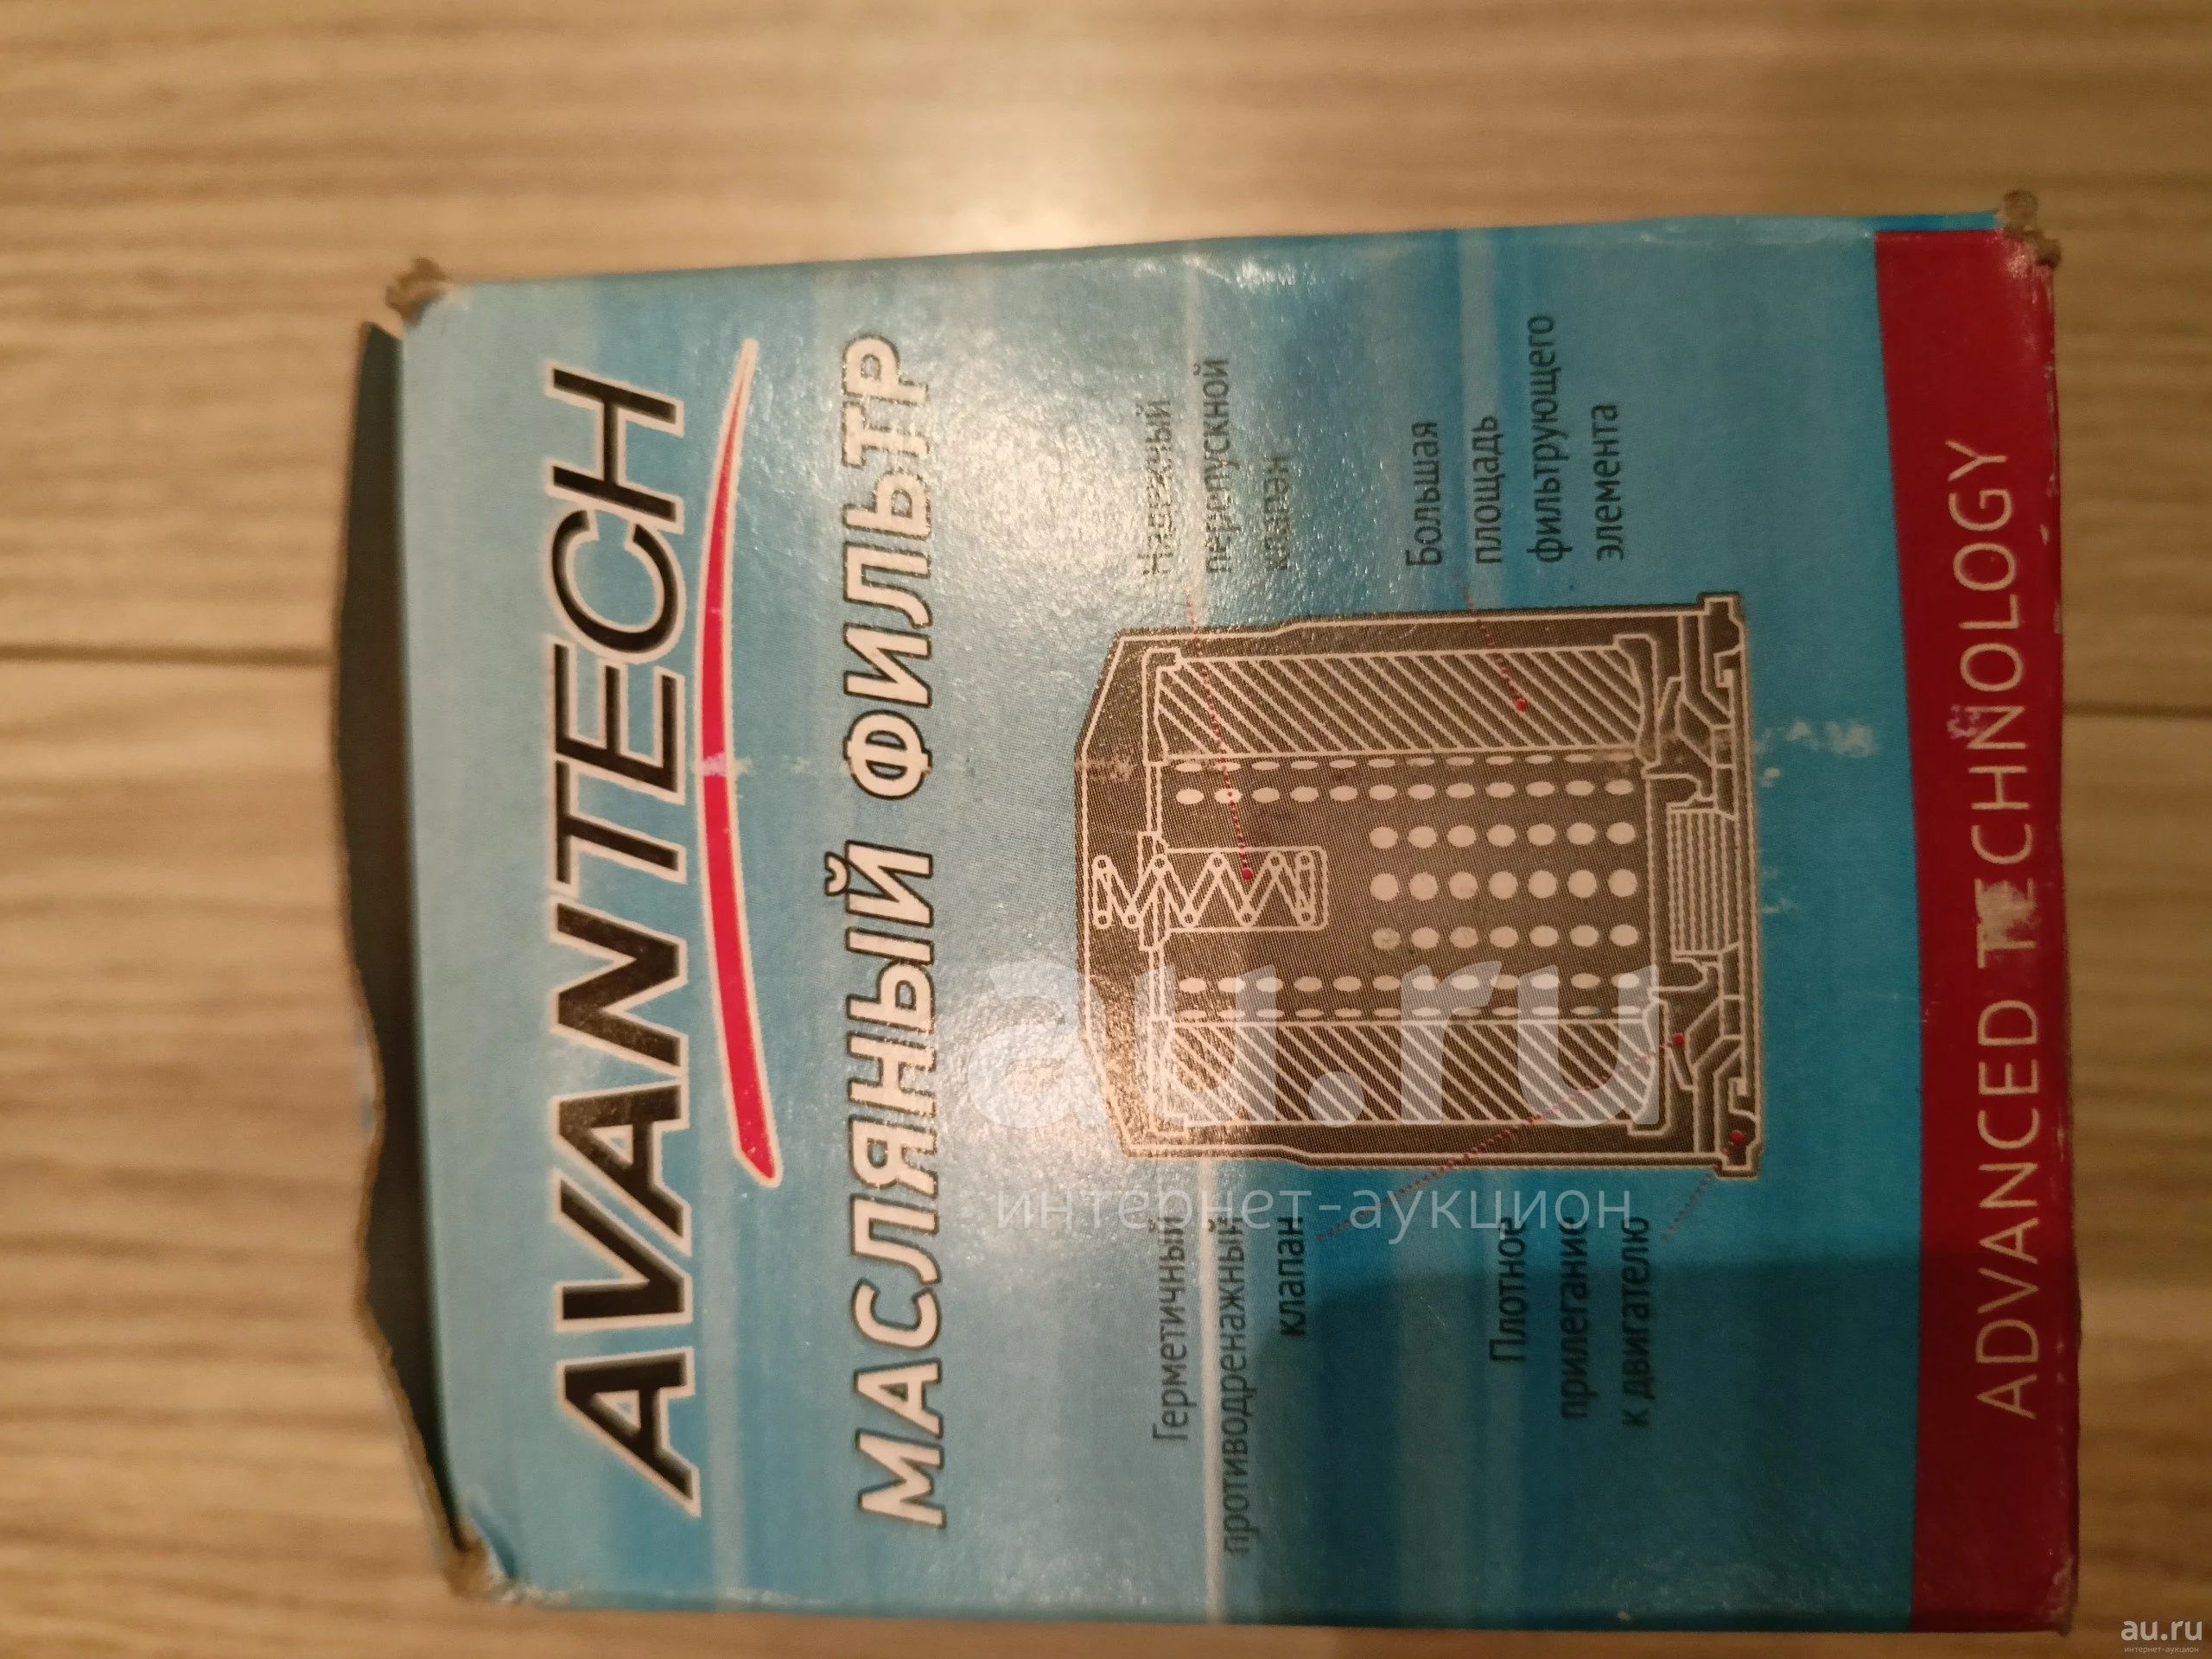 AVANTECH
МАСЛЯНЫЙ ФИЛЬТР
Герметичный
противодренажный
клапан
Плотное
прилегание
к двигателю
Надежный
перепускной
клапан
Большая
площадь
фильтрующего
элемента
ADVANCED TECHNOLOGY
au.ru
интернет-аукцион
au.ru
интернет-аукцион